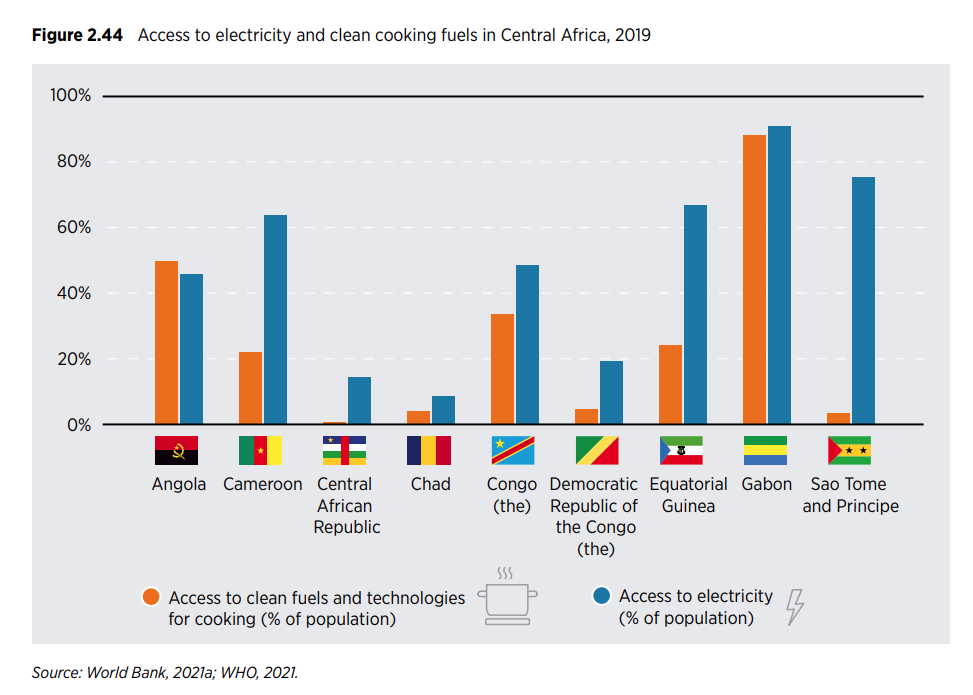 Figure 2.44 Access to electricity and clean cooking fuels in Central Africa, 2019
100%
80%
60%
40%
20%
0%
Angola
Cameroon
Central
African
Republic
Chad
Congo
(the)
Democratic
Republic of
the Congo
(the)
Equatorial
Guinea
Gabon
Sao Tome
and Principe
Access to clean fuels and technologies
for cooking (% of population)
Access to electricity
(% of population)
Source: World Bank, 2021a; WHO, 2021.